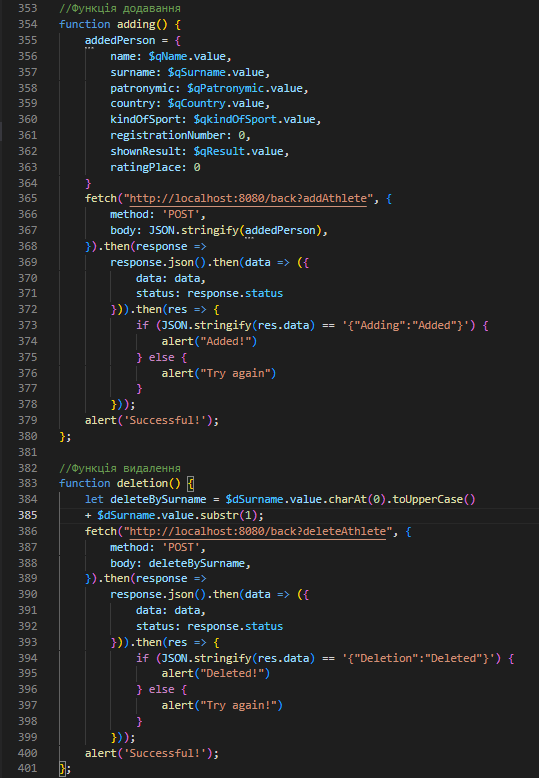 353 //Функція додавання
354 function adding() {
355     addedPerson = {
356         name: $qName.value,
357         surname: $qSurname.value,
358         patronymic: $qPatronymic.value,
359         country: $qCountry.value,
360         kindOfSport: $qkindOfSport.value,
361         registrationNumber: 0,
362         shownResult: $qResult.value,
363         ratingPlace: 0
364     }
365     fetch("http://localhost:8080/back?addAthlete", {
366         method: 'POST',
367         body: JSON.stringify(addedPerson),
368     }).then(response =>
369         response.json().then(data => ({
370             data: data,
371             status: response.status
372         })).then(res => {
373             if (JSON.stringify(res.data) == '{"Adding":"Added"}') {
374                 alert("Added!")
375             } else {
376                 alert("Try again")
377             }
378         }));
379     alert('Successful!');
380 };
381
382 //Функція видалення
383 function deletion() {
384     let deleteBySurname = $dSurname.value.charAt(0).toUpperCase()
385     + $dSurname.value.substr(1);
386     fetch("http://localhost:8080/back?deleteAthlete", {
387         method: 'POST',
388         body: deleteBySurname,
389     }).then(response =>
390         response.json().then(data => ({
391             data: data,
392             status: response.status
393         })).then(res => {
394             if (JSON.stringify(res.data) == '{"Deletion":"Deleted"}') {
395                 alert("Deleted!")
396             } else {
397                 alert("Try again!")
398             }
399         }));
400     alert('Successful!');
401 };